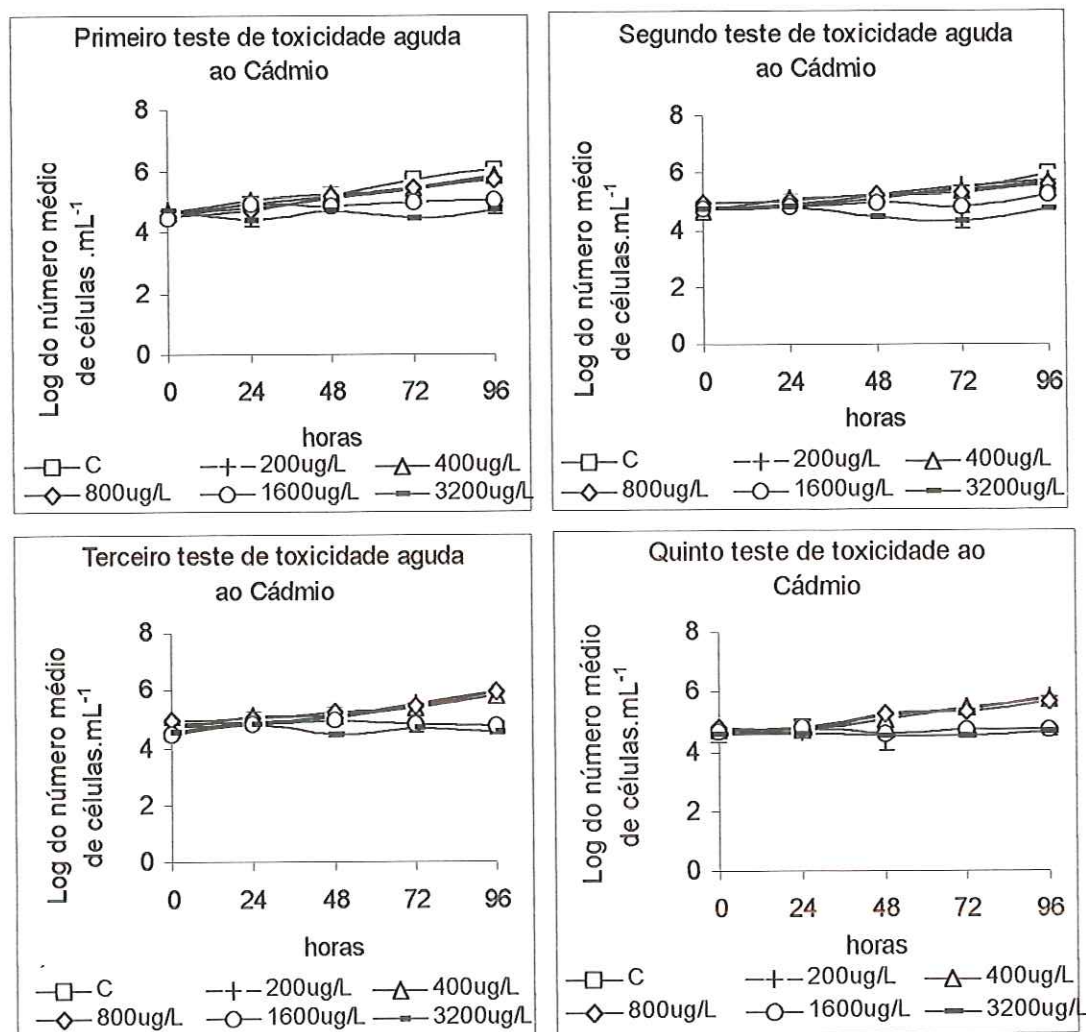 Primeiro teste de toxicidade aguda
ao Cádmio
Log do número médio
de células .mL-1
8
6
4
2
0
0 24 48 72 96
horas
C 200ug/L 400ug/L
800ug/L 1600ug/L 3200ug/L
Segundo teste de toxicidade aguda
ao Cádmio
Log do número médio
de células.mL-1
8
6
4
2
0
0 24 48 72 96
horas
C 200ug/L 400ug/L
800ug/L 1600ug/L 3200ug/L
Terceiro teste de toxicidade aguda
ao Cádmio
Log do número médio
de células.mL-1
8
6
4
2
0
0 24 48 72 96
horas
C 200ug/L 400ug/L
800ug/L 1600ug/L 3200ug/L
Quinto teste de toxicidade ao
Cádmio
Log do número médio
de células.mL-1
8
6
4
2
0
0 24 48 72 96
horas
C 200ug/L 400ug/L
800ug/L 1600ug/L 3200ug/L